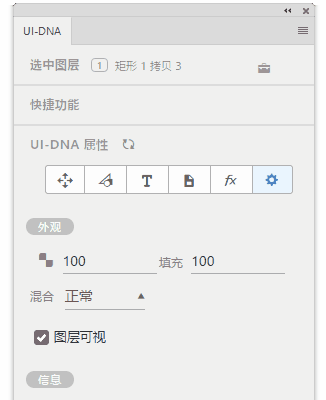 UI-DNA
选中图层 1 矩形 1 拷贝 3
快捷功能
UI-DNA 属性
T fx
外观
100 填充 100
混合 正常
图层可视
信息